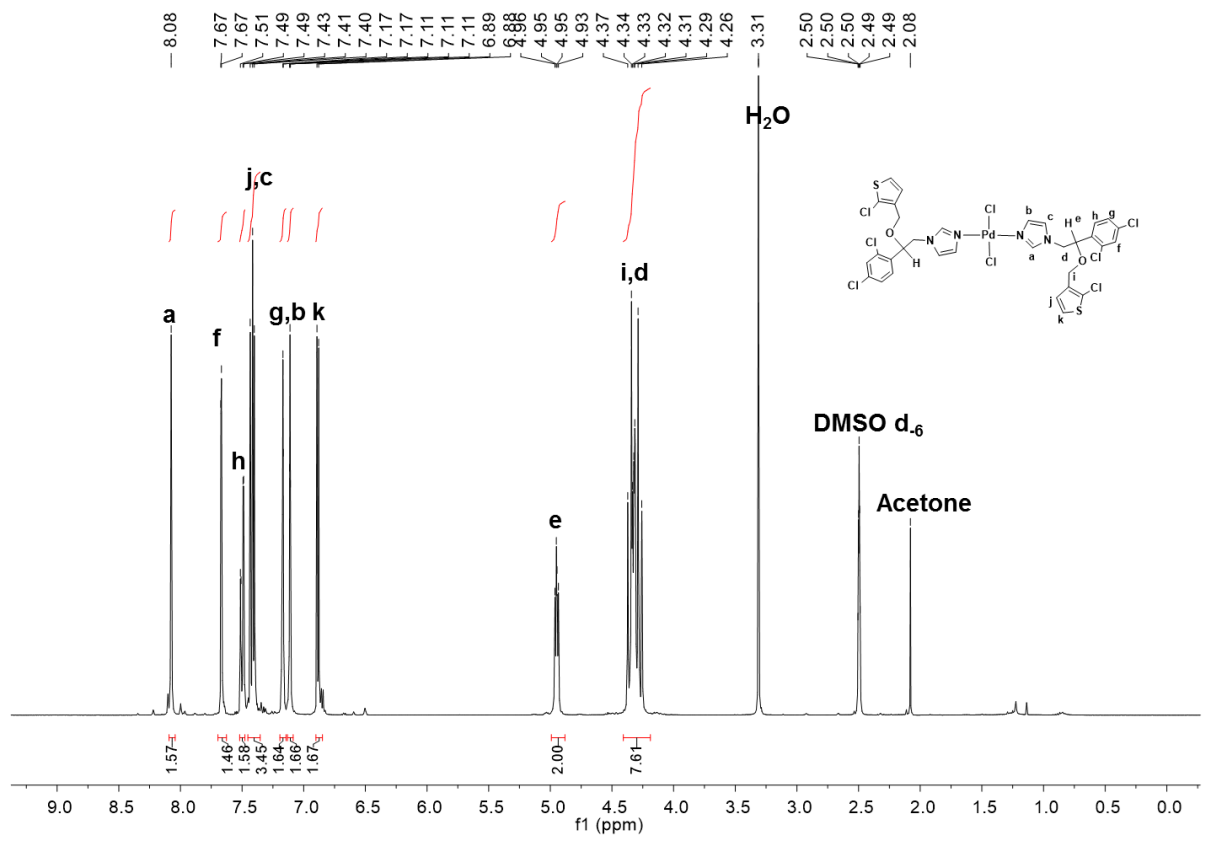 8.08
7.67
7.67
7.51
7.49
7.49
7.43
7.41
7.40
7.17
7.17
7.11
7.11
7.11
6.89
6.88
4.96
4.95
4.95
4.93
4.37
4.34
4.33
4.32
4.31
4.29
4.26
3.31
2.50
2.50
2.50
2.49
2.49
2.08
H2O
j,c
i,d
a
f
g,b k
h
e
DMSO d-6
Acetone
S
Cl
O
Cl
Cl
H
N
N
Cl
Pd
Cl
b
c
N
N
a
d
H e
h
g
Cl
f
Cl
O
i
Cl
j
k
S
1.57
1.46
1.58
3.45
1.64
1.66
1.67
2.00
7.61
9.0 8.5 8.0 7.5 7.0 6.5 6.0 5.5 5.0 4.5 4.0 3.5 3.0 2.5 2.0 1.5 1.0 0.5 0.0
f1 (ppm)